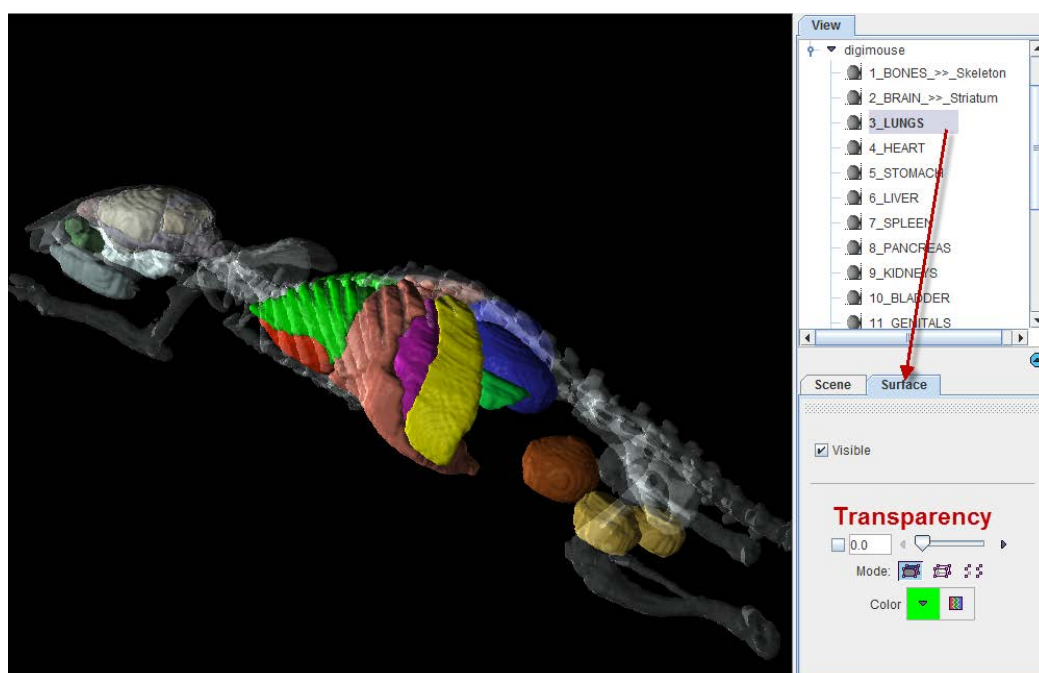 View
digimouse
1_BONES_>>_Skeleton
2_BRAIN_>>_Striatum
3_LUNGS
4_HEART
5_STOMACH
6_LIVER
7_SPLEEN
8_PANCREAS
9_KIDNEYS
10_BLADDER
11_GENITALS
Scene Surface
Visible
Transparency
0.0
Mode:
Color